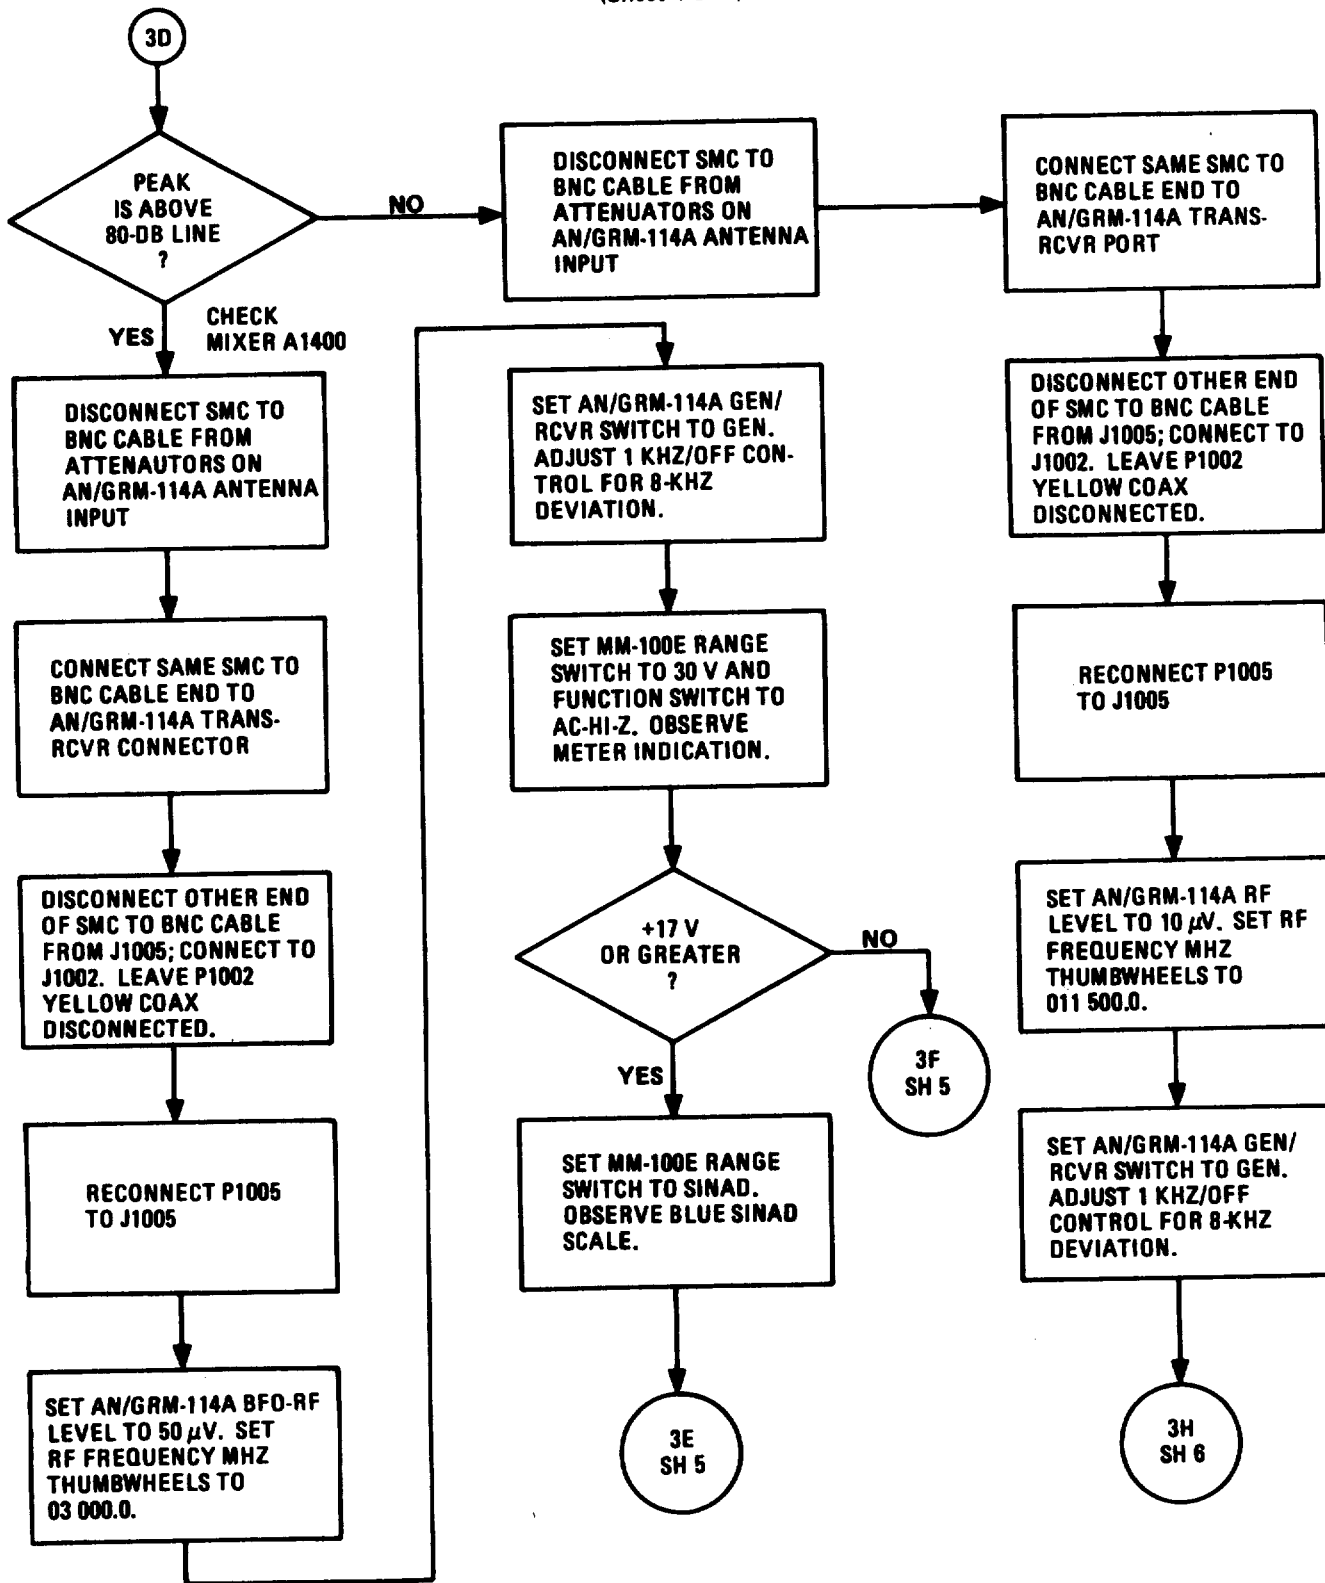 3D
PEAK
IS ABOVE
80-DB LINE
?
NO
YES
CHECK
MIXER A1400
DISCONNECT SMC TO
BNC CABLE FROM
ATTENAUTORS ON
AN/GRM-114A ANTENNA
INPUT
CONNECT SAME SMC TO
BNC CABLE END TO
AN/GRM-114A TRANS-
RCVR CONNECTOR
DISCONNECT OTHER END
OF SMC TO BNC CABLE
FROM J1005; CONNECT TO
J1002. LEAVE P1002
YELLOW COAX
DISCONNECTED.
RECONNECT P1005
TO J1005
SET AN/GRM-114A BFO-RF
LEVEL TO 50 µV. SET
RF FREQUENCY MHZ
THUMBWHEELS TO
03 000.0.
DISCONNECT SMC TO
BNC CABLE FROM
ATTENUATORS ON
AN/GRM-114A ANTENNA
INPUT
SET AN/GRM-114A GEN/
RCVR SWITCH TO GEN.
ADJUST 1 KHZ/OFF CON-
TROL FOR 8-KHZ
DEVIATION.
SET MM-100E RANGE
SWITCH TO 30 V AND
FUNCTION SWITCH TO
AC-HI-Z. OBSERVE
METER INDICATION.
+17 V
OR GREATER
?
NO
3F
SH 5
YES
SET MM-100E RANGE
SWITCH TO SINAD.
OBSERVE BLUE SINAD
SCALE.
3E
SH 5
CONNECT SAME SMC TO
BNC CABLE END TO
AN/GRM-114A TRANS-
RCVR PORT
DISCONNECT OTHER END
OF SMC TO BNC CABLE
FROM J1005; CONNECT TO
J1002. LEAVE P1002
YELLOW COAX
DISCONNECTED.
RECONNECT P1005
TO J1005
SET AN/GRM-114A RF
LEVEL TO 10 µV. SET RF
FREQUENCY MHZ
THUMBWHEELS TO
011 500.0.
SET AN/GRM-114A GEN/
RCVR SWITCH TO GEN.
ADJUST 1 KHZ/OFF
CONTROL FOR 8-KHZ
DEVIATION.
3H
SH 6